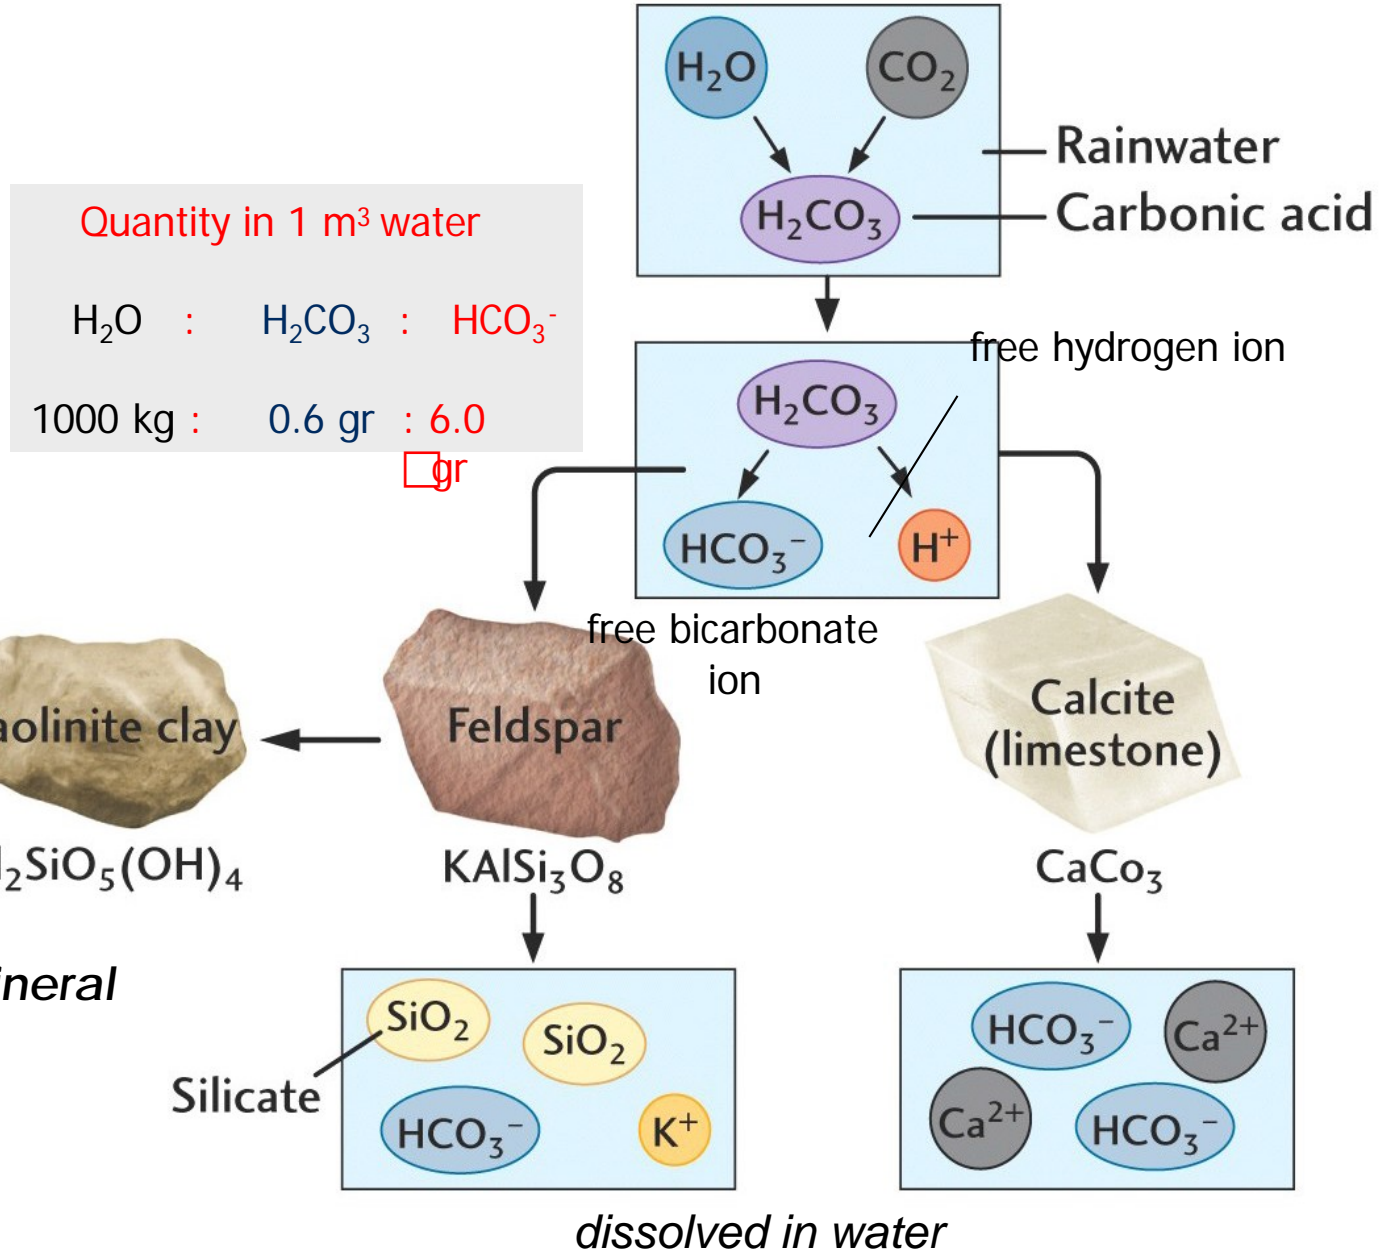 H₂O
CO₂
Rainwater
H₂CO₃
Carbonic acid
Quantity in 1 m³ water
H₂O : H₂CO₃ : HCO₃⁻
1000 kg : 0.6 gr : 6.0
□gr
free hydrogen ion
H₂CO₃
HCO₃⁻
H⁺
free bicarbonate
ion
aolinite clay
Feldspar
Calcite
(limestone)
l₂SiO₅(OH)₄
KAlSi₃O₈
CaCo₃
ineral
SiO₂
SiO₂
Silicate
HCO₃⁻
K⁺
HCO₃⁻
Ca²⁺
Ca²⁺
HCO₃⁻
dissolved in water